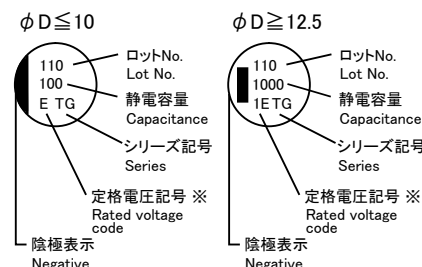 φD≦10
110
100
E TG
ロットNo.
Lot No.
静電容量
Capacitance
シリーズ記号
Series
定格電圧記号 ※
Rated voltage
code
陰極表示
Negative
φD≧12.5
110
1000
1E TG
ロットNo.
Lot No.
静電容量
Capacitance
シリーズ記号
Series
定格電圧記号 ※
Rated voltage
code
陰極表示
Negative